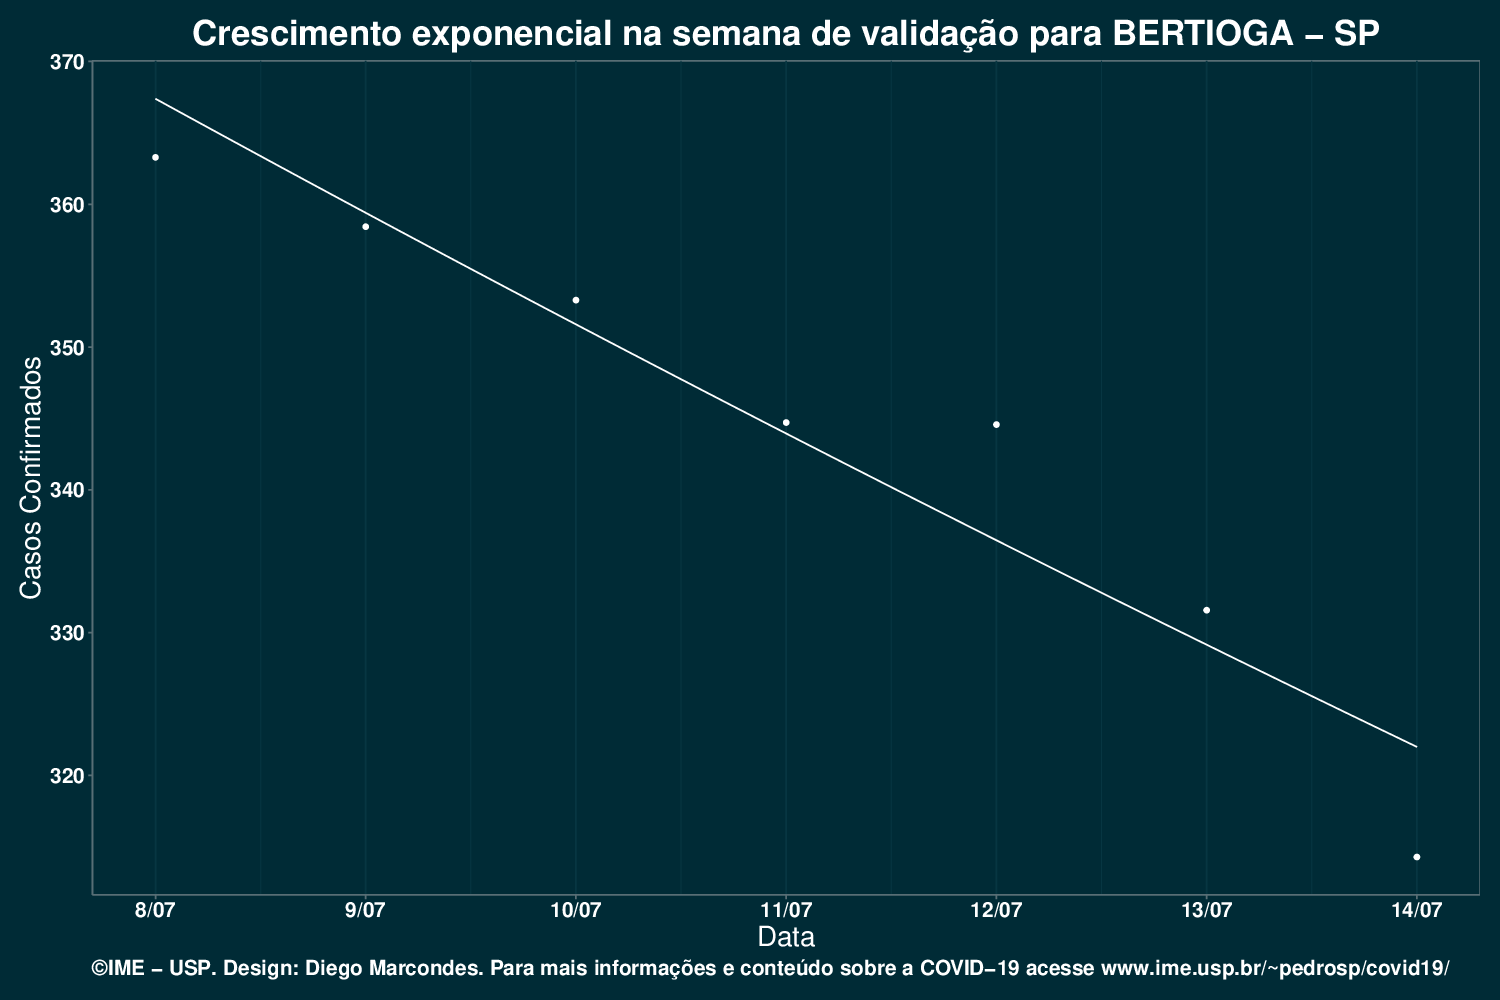 Crescimento exponencial na semana de validação para BERTIOGA – SP
370
360
350
340
330
320
Casos Confirmados
8/07 9/07 10/07 11/07 12/07 13/07 14/07
Data
©IME – USP. Design: Diego Marcondes. Para mais informações e conteúdo sobre a COVID–19 acesse www.ime.usp.br/~pedrosp/covid19/